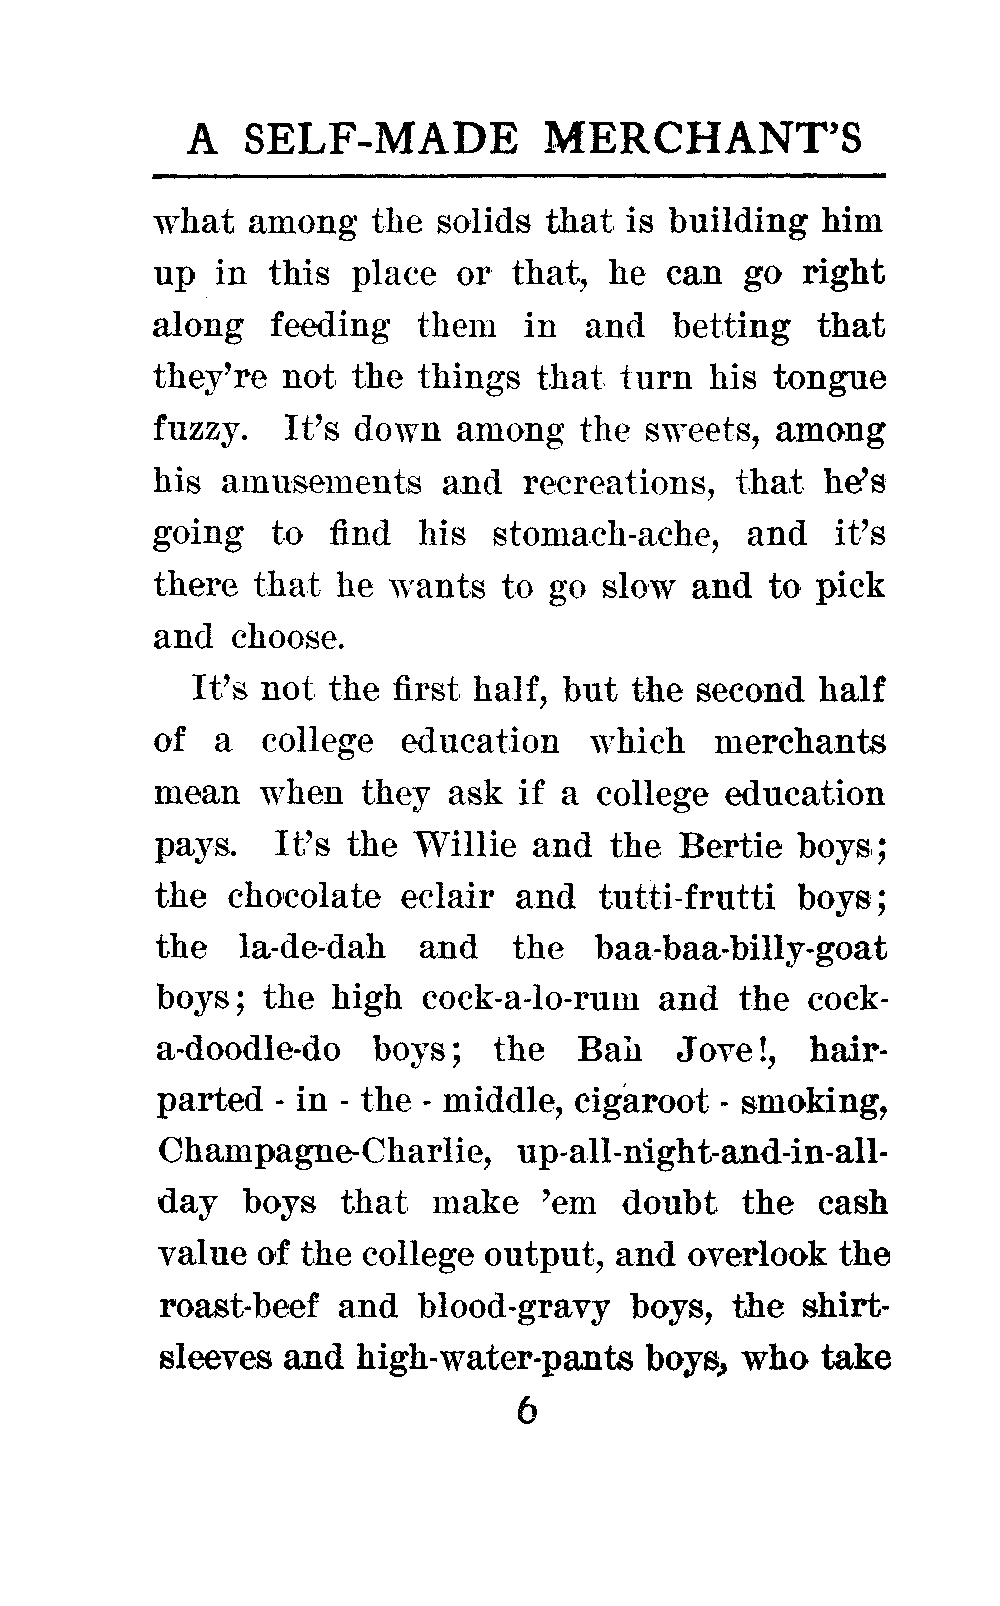 A SELF-MADE MERCHANT'S
what among the solids that is building him
up in this place or that, he can go right
along feeding them in and betting that
they're not the things that turn his tongue
fuzzy. It's down among the sweets, among
his amusements and recreations, that he's
going to find his stomach-ache, and it's
there that he wants to go slow and to pick
and choose.
It's not the first half, but the second half
of a college education which merchants
mean when they ask if a college education
pays. It's the Willie and the Bertie boys;
the chocolate eclair and tutti-frutti boys;
the la-de-dah and the baa-baa-billy-goat
boys; the high cock-a-lo-rum and the cock-
a-doodle-do boys; the Bah Jove!, hair-
parted - in - the - middle, cigaroot - smoking,
Champagne-Charlie, up-all-night-and-in-all-
day boys that make 'em doubt the cash
value of the college output, and overlook the
roast-beef and blood-gravy boys, the shirt-
sleeves and high-water-pants boys, who take
6